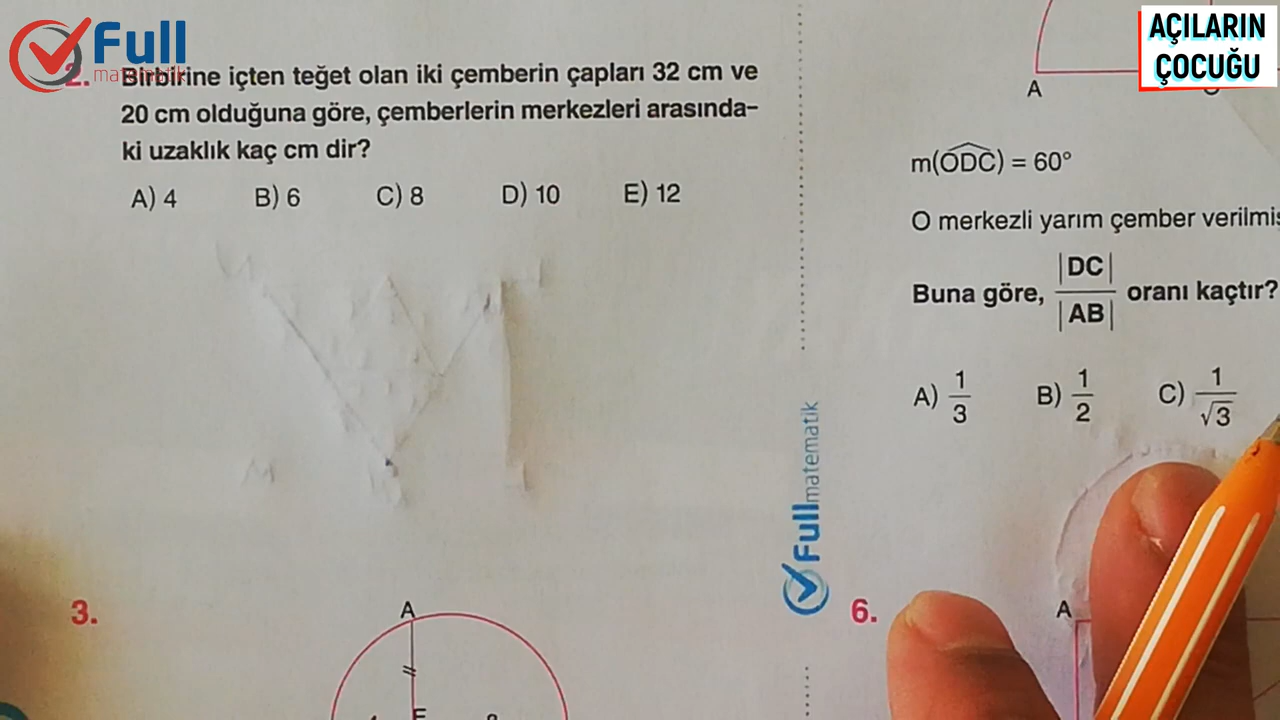 Full
matematik
AÇILARIN
ÇOCUĞU
2. Birbirine içten teğet olan iki çemberin çapları 32 cm ve
20 cm olduğuna göre, çemberlerin merkezleri arasında-
ki uzaklık kaç cm dir?
A) 4 B) 6 C) 8 D) 10 E) 12
3.
A
E
Fullmatematik
A
m(ODC) = 60°
O merkezli yarım çember verilmiş
Buna göre, |DC| / |AB| oranı kaçtır?
A) 1/3 B) 1/2 C) 1/√3
6.
A